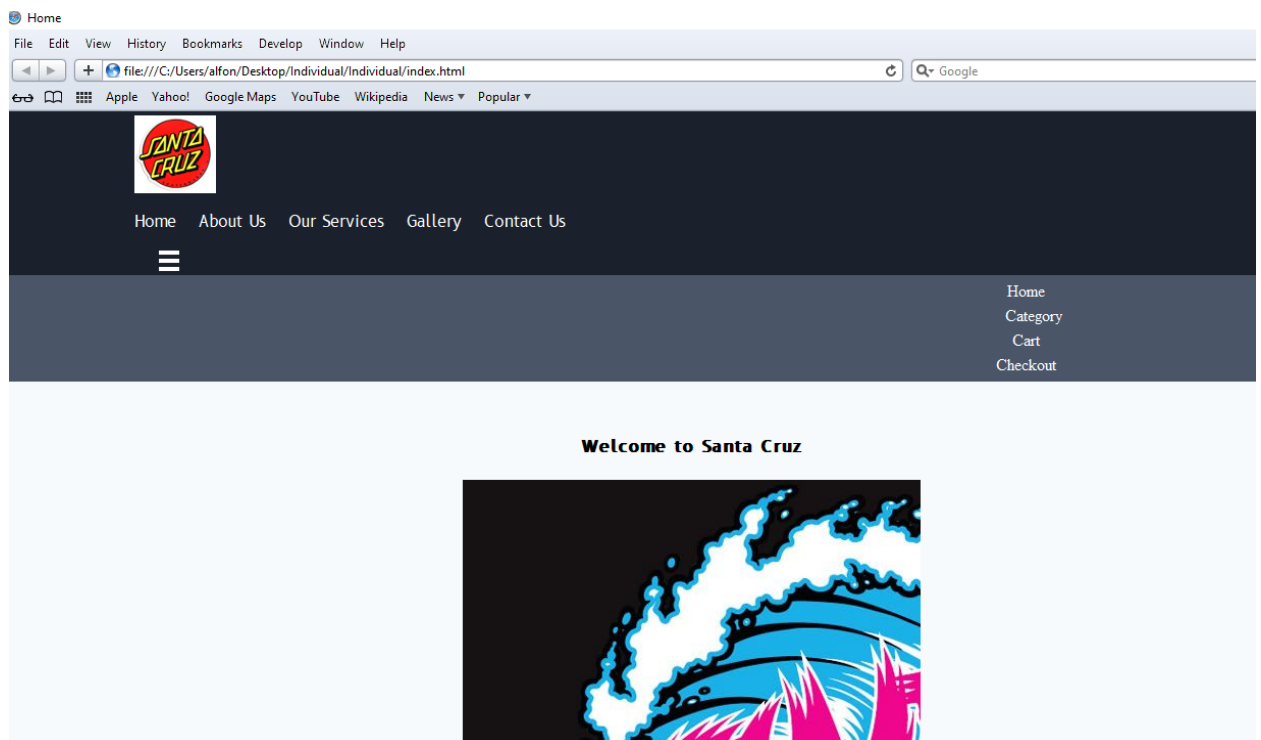 Home
File Edit View History Bookmarks Develop Window Help
file:///C:/Users/alfon/Desktop/Individual/Individual/index.html
Google
Apple Yahoo! Google Maps YouTube Wikipedia News Popular
SANTA
CRUZ
Home About Us Our Services Gallery Contact Us
Home
Category
Cart
Checkout
Welcome to Santa Cruz